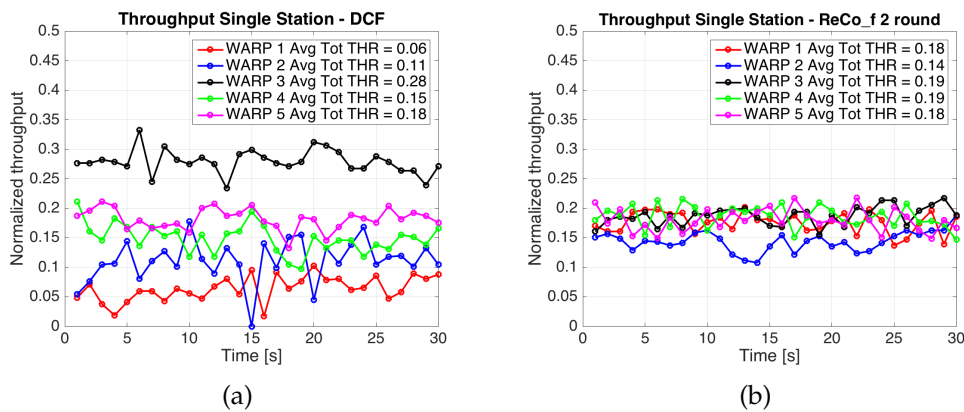 Throughput Single Station - DCF
0.5
0.45
0.4
0.35
0.3
0.25
0.2
0.15
0.1
0.05
0
Normalized throughput
WARP 1 Avg Tot THR = 0.06
WARP 2 Avg Tot THR = 0.11
WARP 3 Avg Tot THR = 0.28
WARP 4 Avg Tot THR = 0.15
WARP 5 Avg Tot THR = 0.18
0 5 10 15 20 25 30
Time [s]
(a)
Throughput Single Station - ReCo_f 2 round
0.5
0.45
0.4
0.35
0.3
0.25
0.2
0.15
0.1
0.05
0
Normalized throughput
WARP 1 Avg Tot THR = 0.18
WARP 2 Avg Tot THR = 0.14
WARP 3 Avg Tot THR = 0.19
WARP 4 Avg Tot THR = 0.19
WARP 5 Avg Tot THR = 0.18
0 5 10 15 20 25 30
Time [s]
(b)